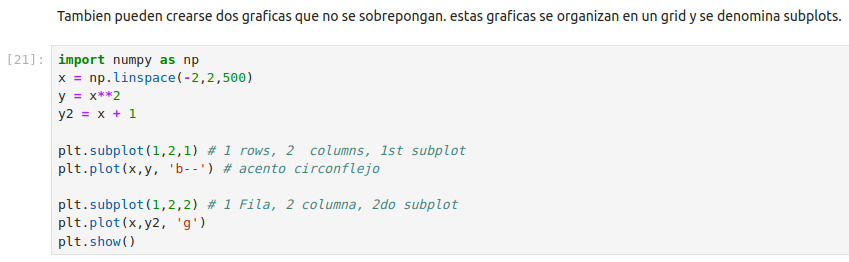 Tambien pueden crearse dos graficas que no se sobrepongan. estas graficas se organizan en un grid y se denomina subplots.
[21]: import numpy as np
x = np.linspace(-2,2,500)
y = x**2
y2 = x + 1
plt.subplot(1,2,1) # 1 rows, 2  columns, 1st subplot
plt.plot(x,y, 'b--') # acento circonflejo
plt.subplot(1,2,2) # 1 Fila, 2 columna, 2do subplot
plt.plot(x,y2, 'g')
plt.show()